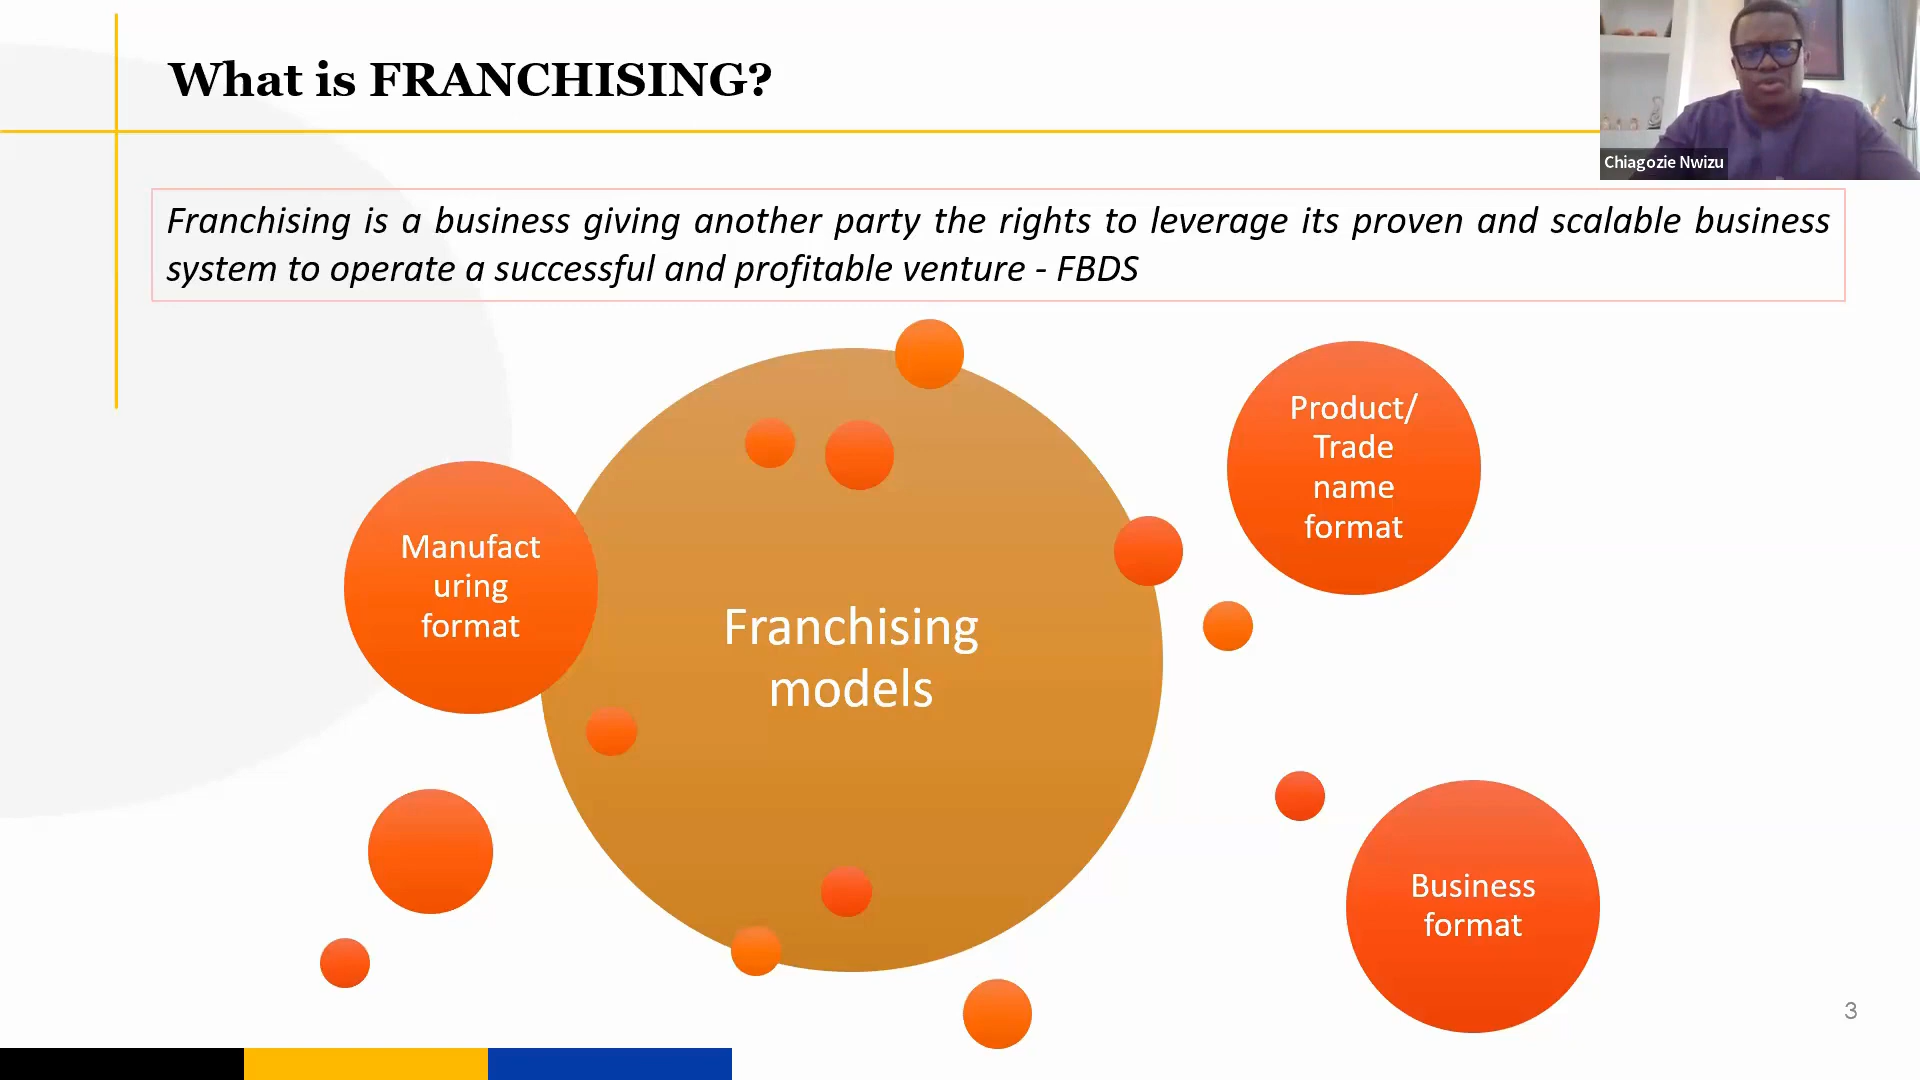 What is FRANCHISING?
Chiagozie Nwizu
Franchising is a business giving another party the rights to leverage its proven and scalable business
system to operate a successful and profitable venture - FBDS
Product/
Trade
name
format
Manufact
uring
format
Franchising
models
Business
format
3